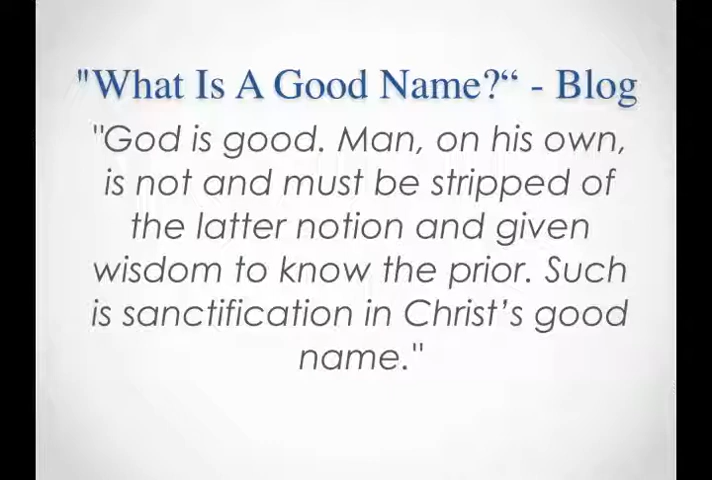 "What Is A Good Name?“ - Blog
"God is good. Man, on his own,
is not and must be stripped of
the latter notion and given
wisdom to know the prior. Such
is sanctification in Christ’s good
name."